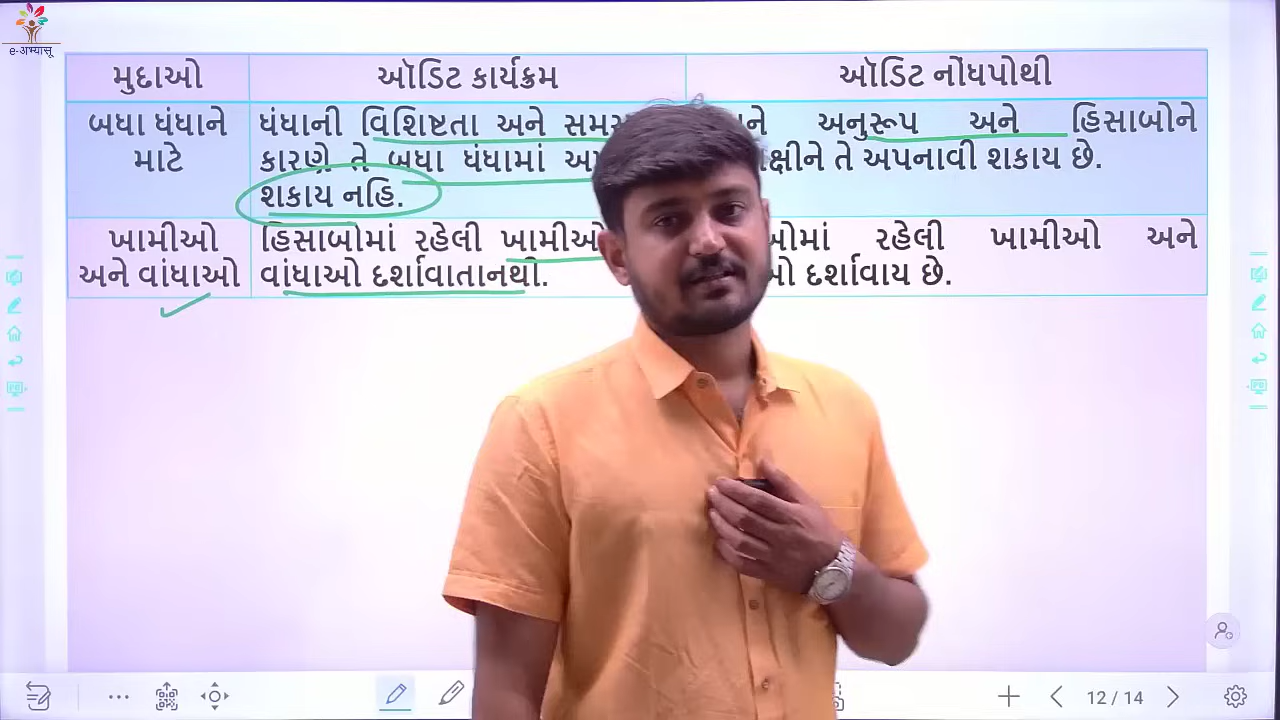 e-અભ્યાસૂ
મુદાઓ
ઑડિટ કાર્યક્રમ
ઑડિટ નોંધપોથી
બધા ધંધાને
માટે
ધંધાની વિશિષ્ટતા અને
કારણે તે બધા ધંધામાં
શકાય નહિ.
અનુરૂપ અને હિસાબોને
તે અપનાવી શકાય છે.
ખામીઓ
અને વાંધાઓ
હિસાબોમાં રહેલી ખામીઓ
વાંધાઓ દર્શાવાતાનથી.
રહેલી ખામીઓ અને
દર્શાવાય છે.
12 / 14